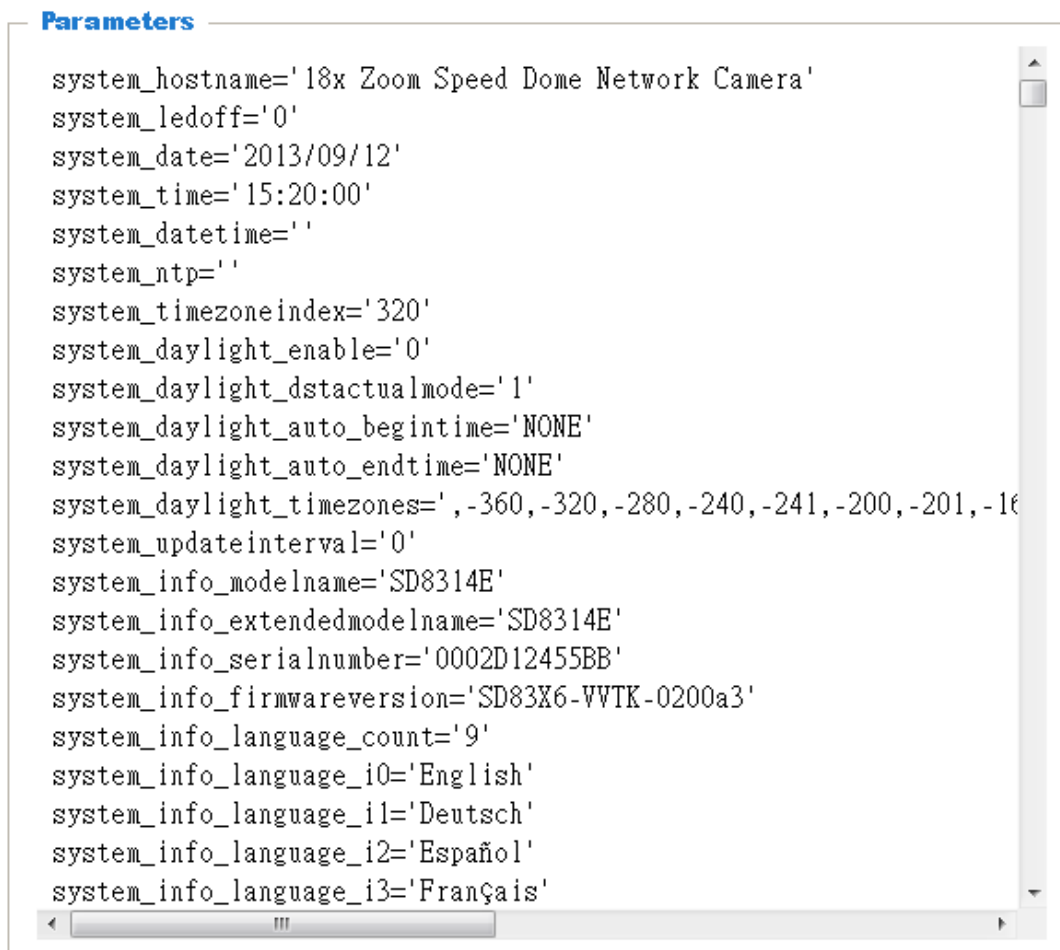 Parameters
system_hostname='18x Zoom Speed Dome Network Camera'
system_ledoff='0'
system_date='2013/09/12'
system_time='15:20:00'
system_datetime=''
system_ntp=''
system_timezoneindex='320'
system_daylight_enable='0'
system_daylight_dstactualmode='1'
system_daylight_auto_begintime='NONE'
system_daylight_auto_endtime='NONE'
system_daylight_timezones=',-360,-320,-280,-240,-241,-200,-201,-16
system_updateinterval='0'
system_info_modelname='SD8314E'
system_info_extendedmodelname='SD8314E'
system_info_serialnumber='0002D12455BB'
system_info_firmwareversion='SD83X6-VVTK-0200a3'
system_info_language_count='9'
system_info_language_i0='English'
system_info_language_i1='Deutsch'
system_info_language_i2='Español'
system_info_language_i3='Français'